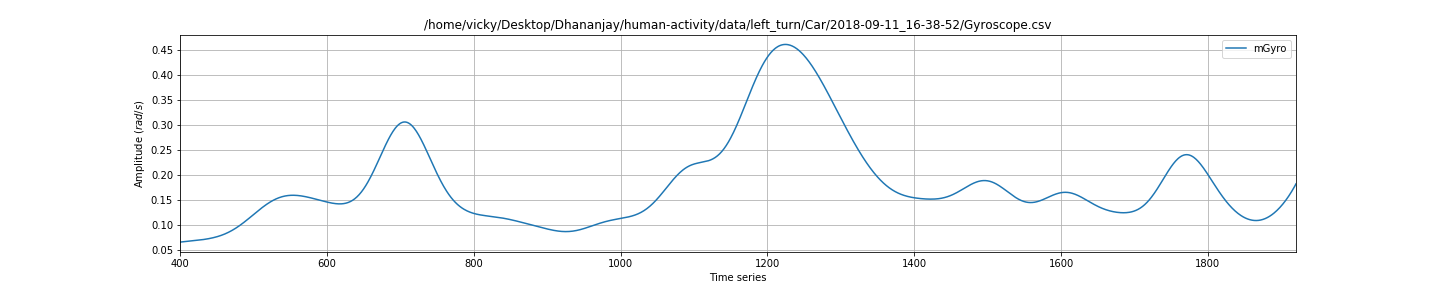 /home/vicky/Desktop/Dhananjay/human-activity/data/left_turn/Car/2018-09-11_16-38-52/Gyroscope.csv
mGyro
Amplitude (rad/s)
0.45
0.40
0.35
0.30
0.25
0.20
0.15
0.10
0.05
400 600 800 1000 1200 1400 1600 1800
Time series